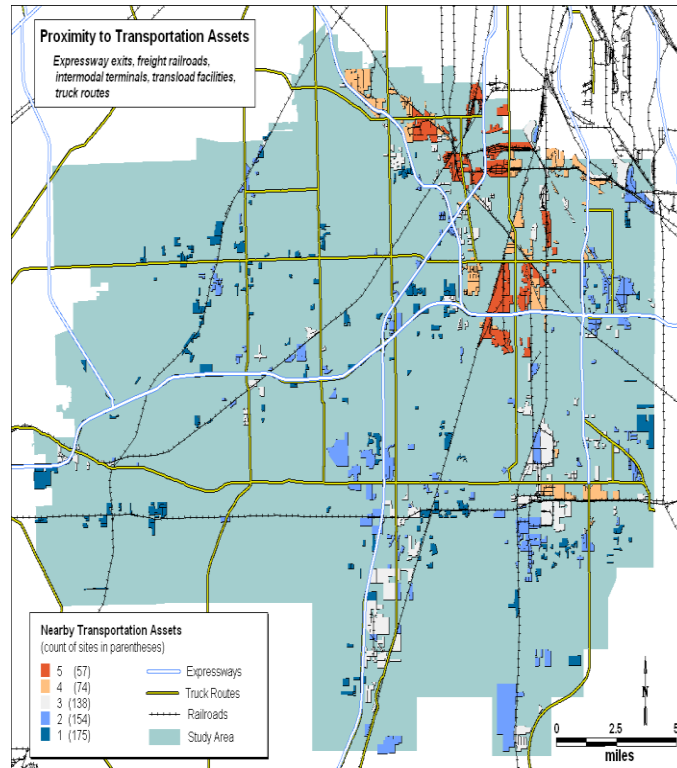 Proximity to Transportation Assets
Expressway exits, freight railroads,
intermodal terminals, transload facilities,
truck routes
Nearby Transportation Assets
(count of sites in parentheses)
5 (57)
4 (74)
3 (138)
2 (154)
1 (175)
Expressways
Truck Routes
Railroads
Study Area
N
0 2.5 5
miles